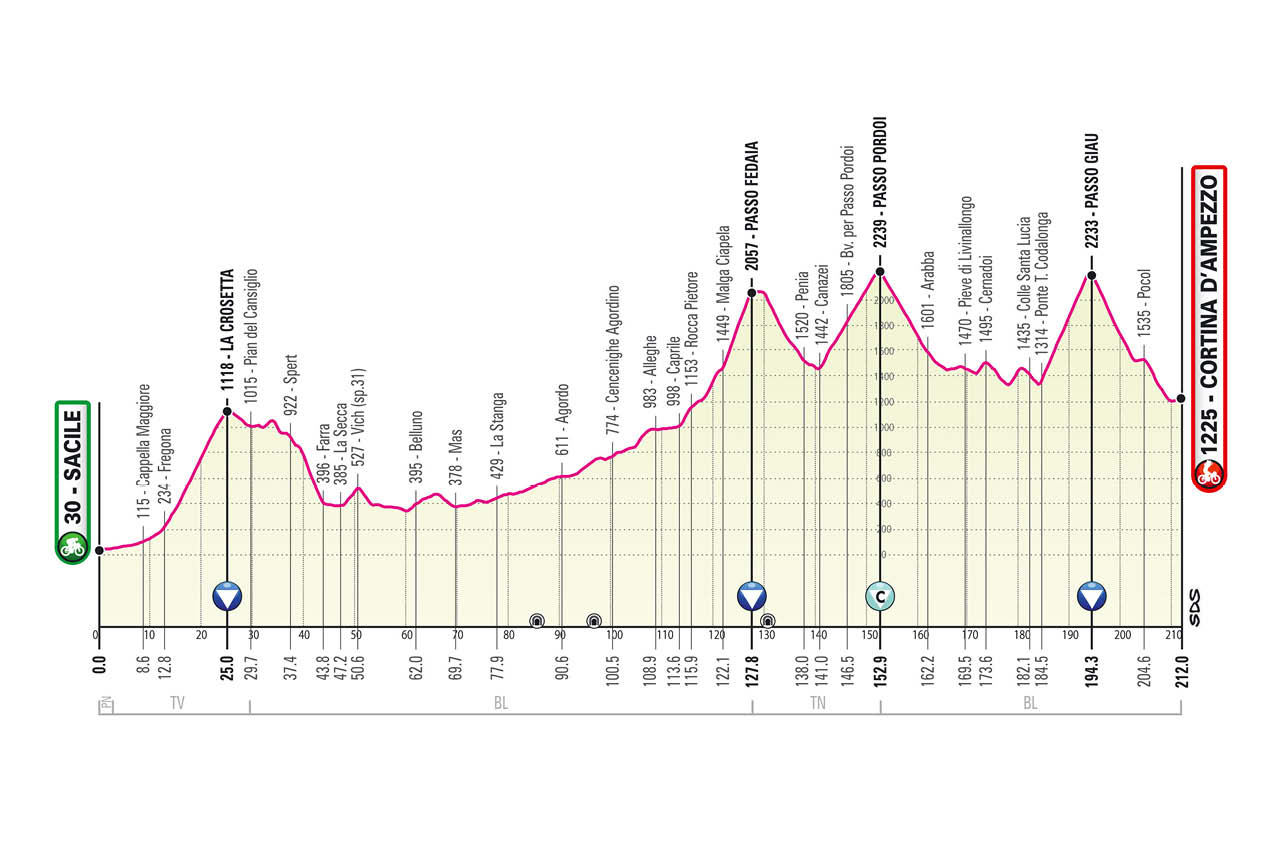 30 - SACILE
115 - Cappella Maggiore
234 - Fregona
1118 - LA CROSETTA
1015 - Pian del Cansiglio
922 - Spert
396 - Farra
385 - La Secca
527 - Vich (sp.31)
395 - Belluno
378 - Mas
429 - La Stanga
611 - Agordo
774 - Cencenighe Agordino
983 - Alleghe
998 - Caprile
1153 - Rocca Pietore
1449 - Malga Ciapela
2057 - PASSO FEDAIA
1520 - Penia
1442 - Canazei
1805 - Bv. per Passo Pordoi
2239 - PASSO PORDOI
1601 - Arabba
1470 - Pieve di Livinallongo
1495 - Cernadoi
1435 - Colle Santa Lucia
1314 - Ponte T. Codalonga
2233 - PASSO GIAU
1535 - Pocol
1225 - CORTINA D'AMPEZZO
2000
1800
1600
1400
1200
1000
800
600
400
200
0
C
SDS
0 10 20 30 40 50 60 70 80 90 100 110 120 130 140 150 160 170 180 190 200 210
0.0 8.6 12.8 25.0 29.7 37.4 43.8 47.2 50.6 62.0 69.7 77.9 90.6 100.5 108.9 113.6 115.9 122.1 127.8 138.0 141.0 146.5 152.9 162.2 169.5 173.6 182.1 184.5 194.3 204.6 212.0
PN TV BL TN BL